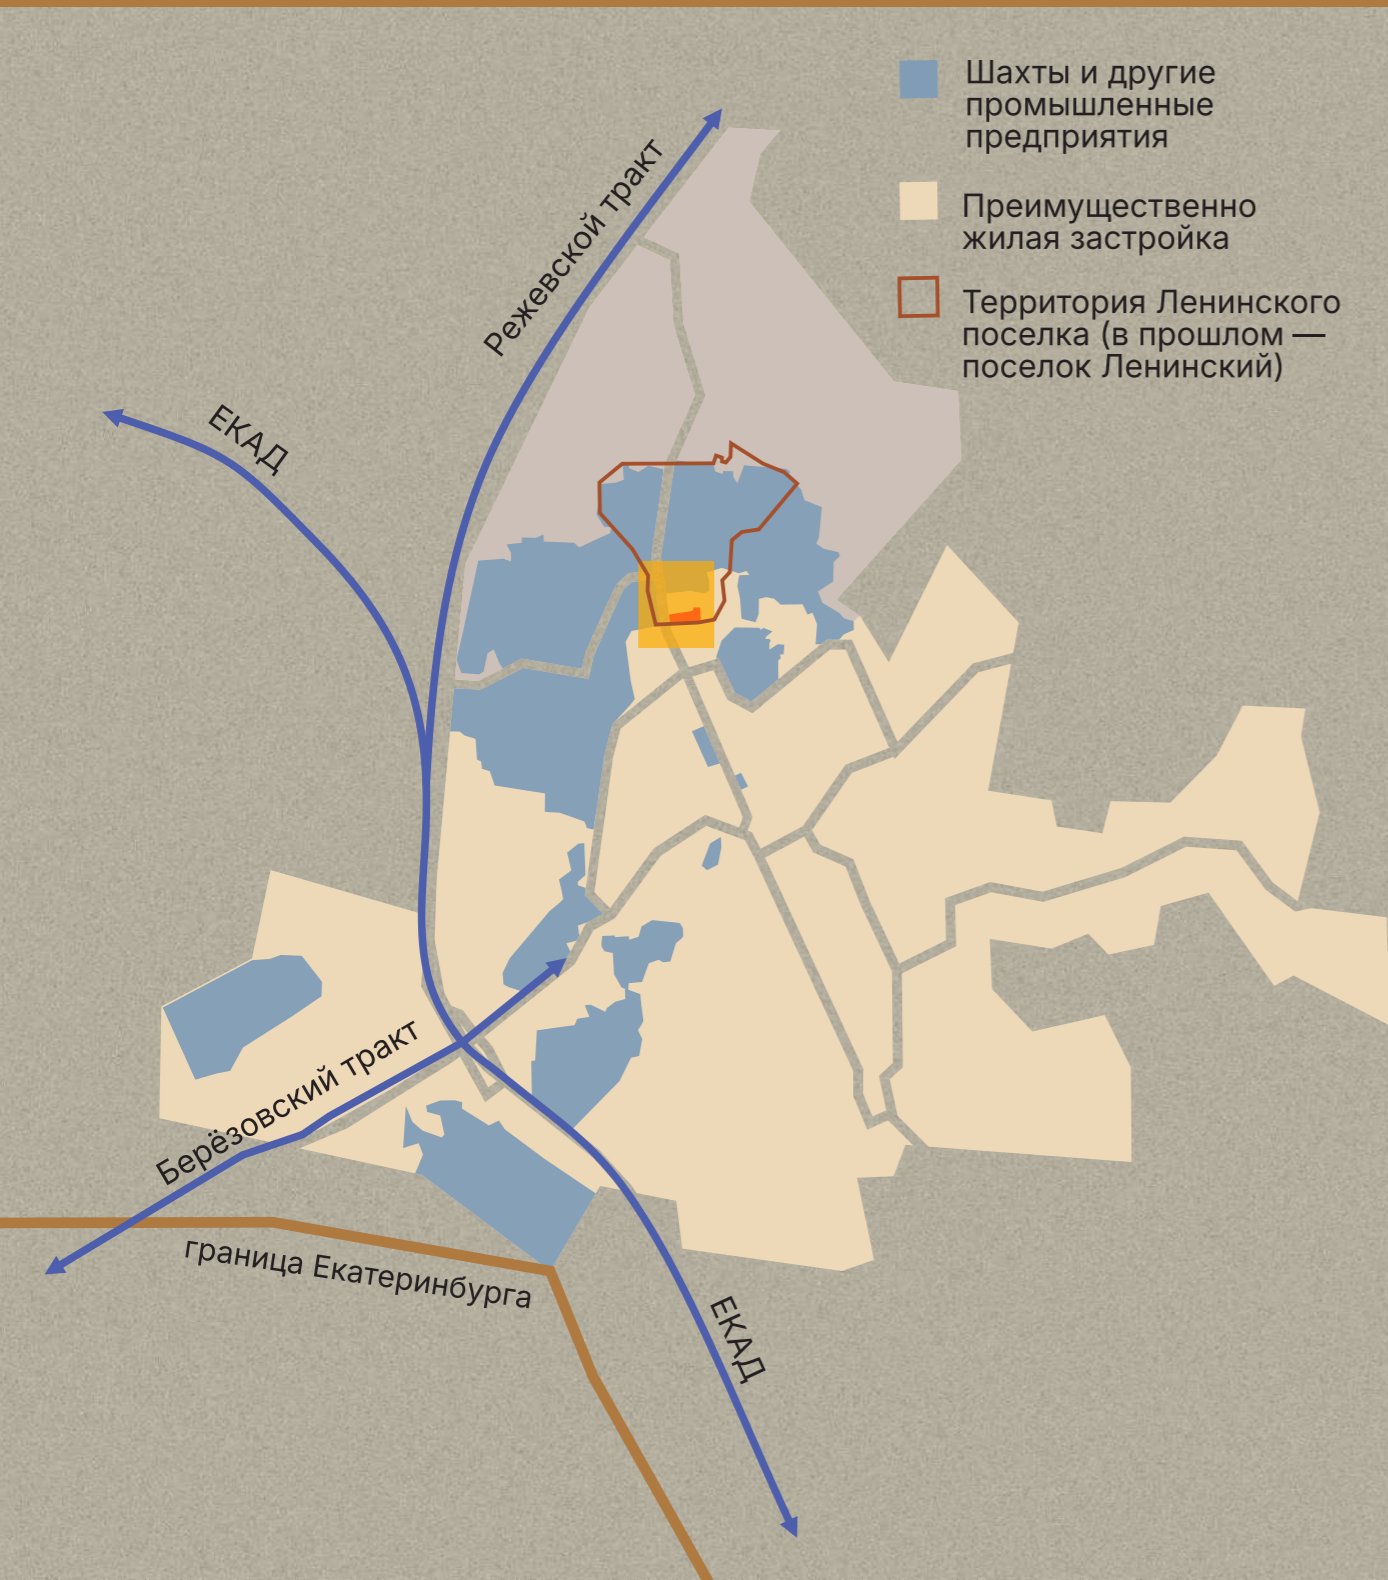 Шахты и другие
промышленные
предприятия
Преимущественно
жилая застройка
Территория Ленинского
поселка (в прошлом —
поселок Ленинский)
Режевской тракт
ЕКАД
Берёзовский тракт
граница Екатеринбурга
ЕКАД